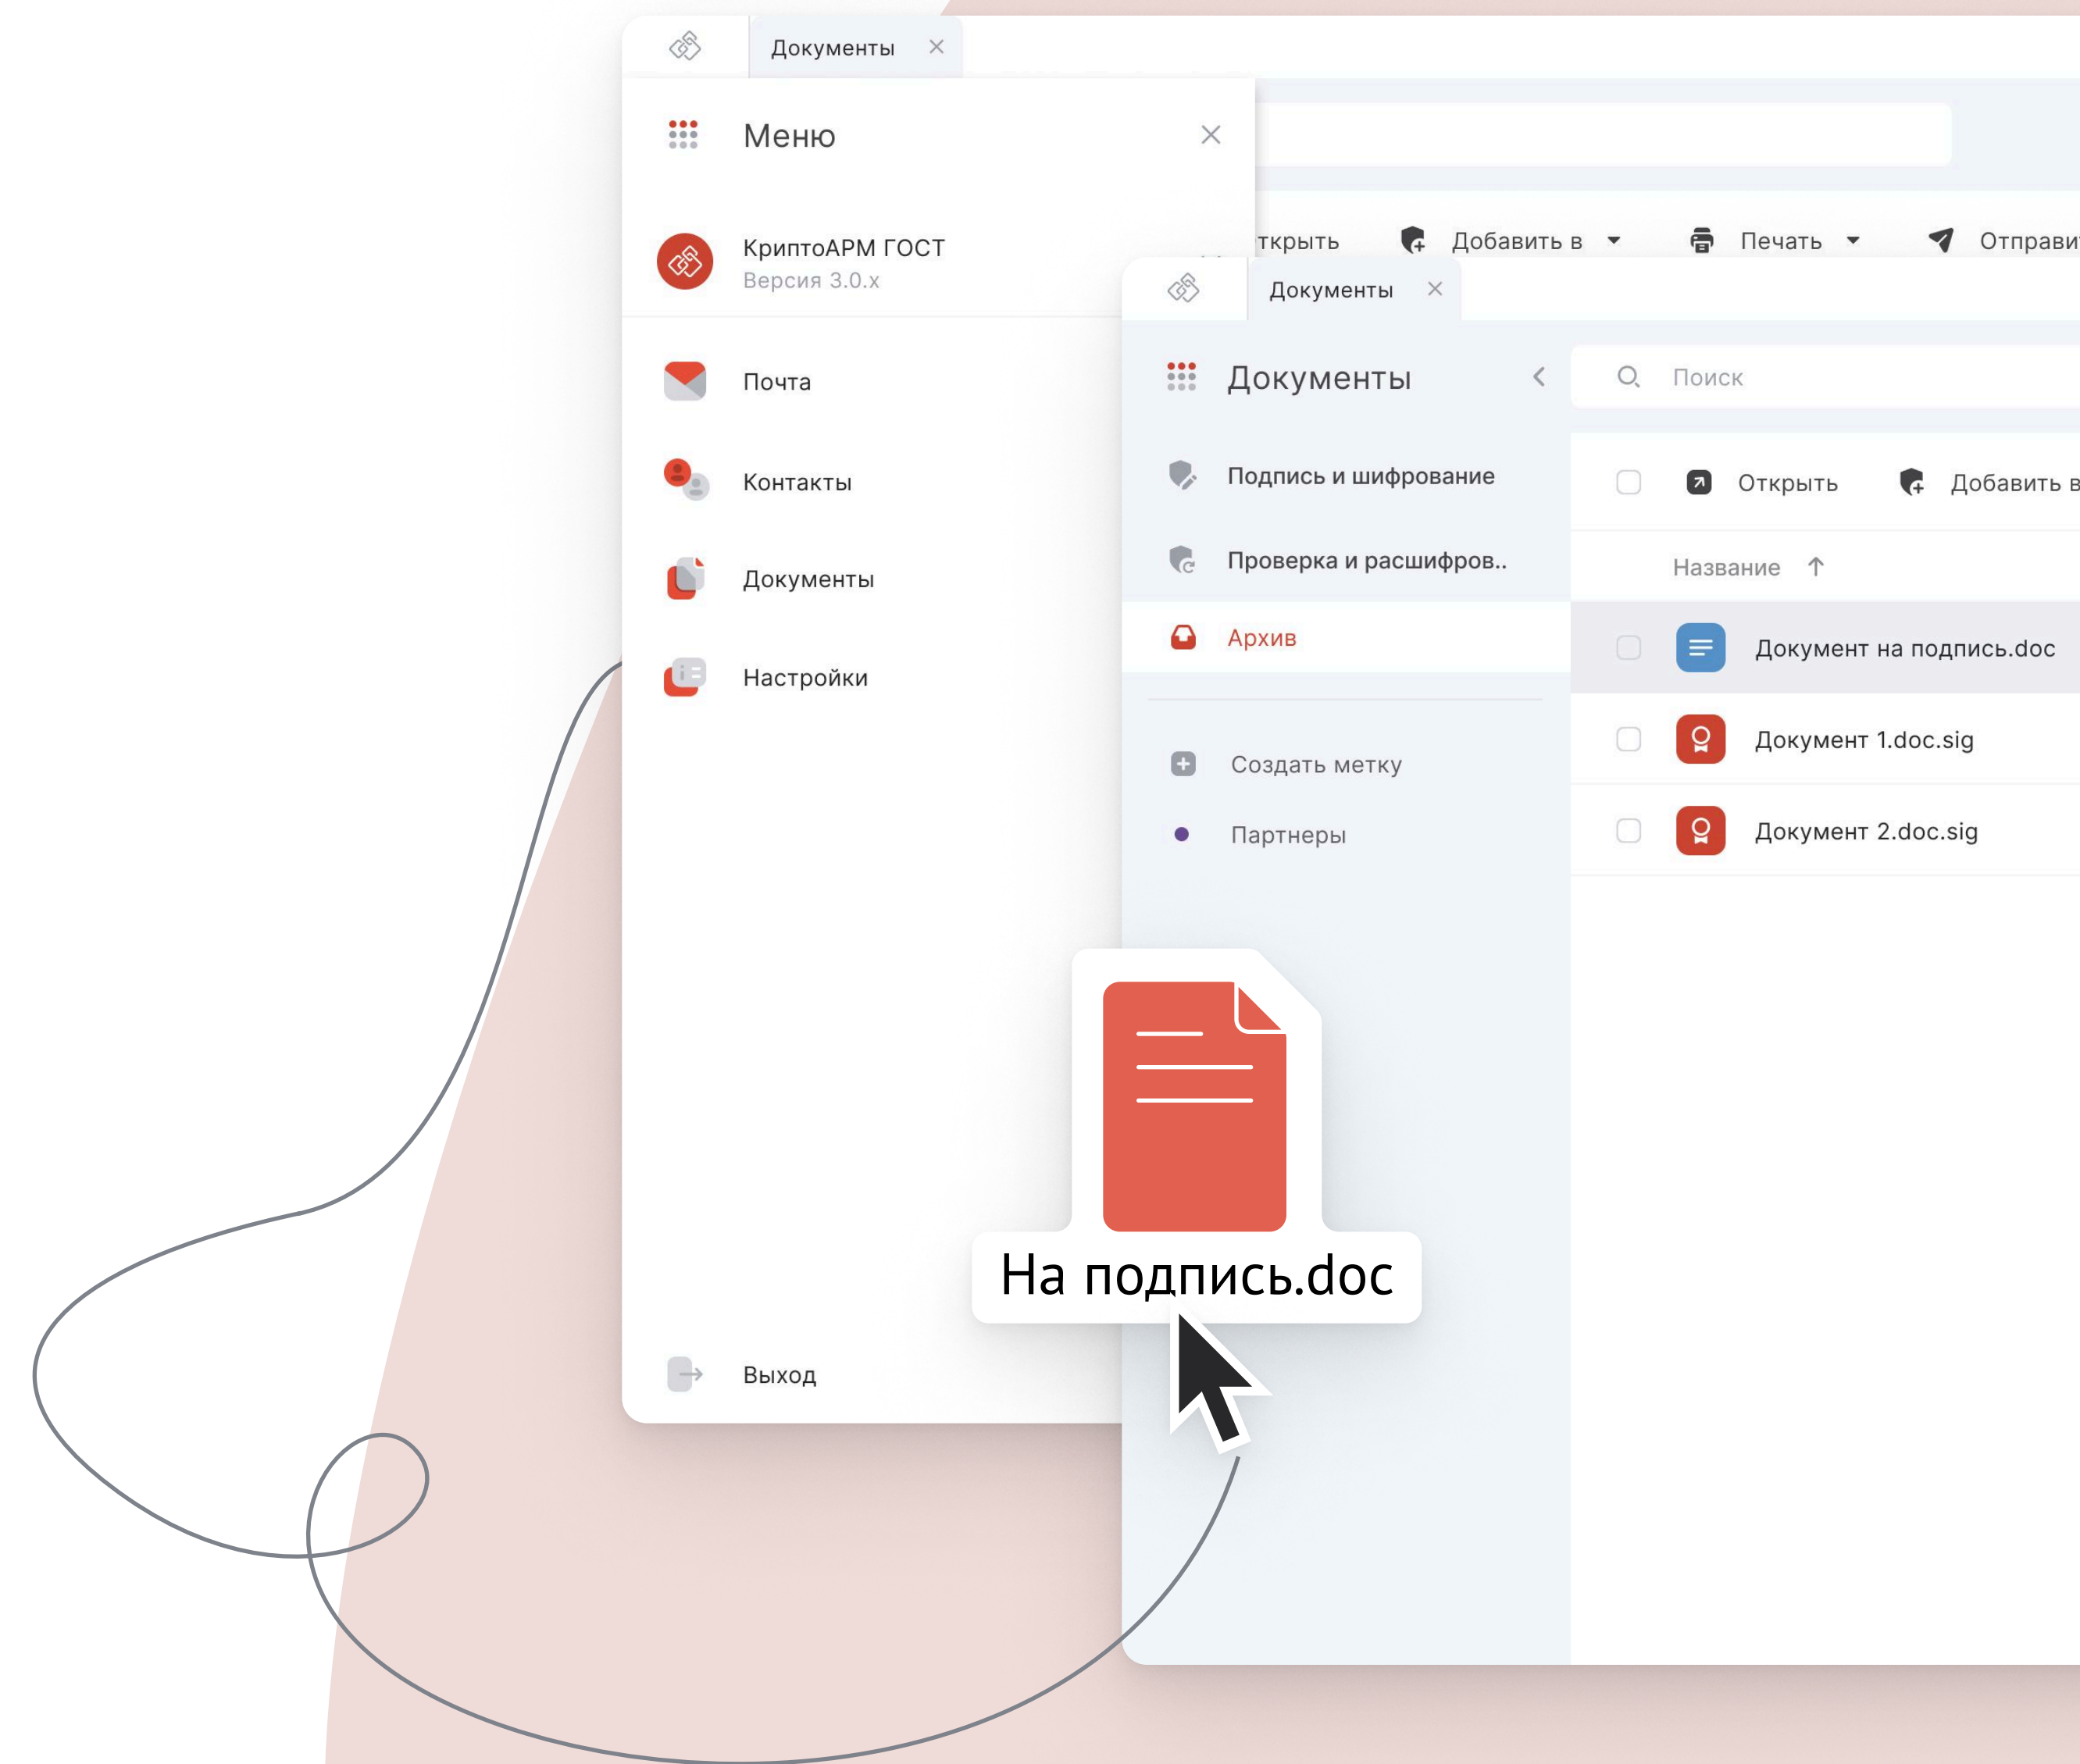 Документы
Меню
КриптоАРМ ГОСТ
Версия 3.0.x
Почта
Контакты
Документы
Настройки
Выход
ткрыть
Добавить в
Печать
Отправит
Документы
Документы
Подпись и шифрование
Проверка и расшифров..
Архив
Создать метку
Партнеры
Поиск
Открыть
Добавить в
Название
Документ на подпись.doc
Документ 1.doc.sig
Документ 2.doc.sig
На подпись.doc